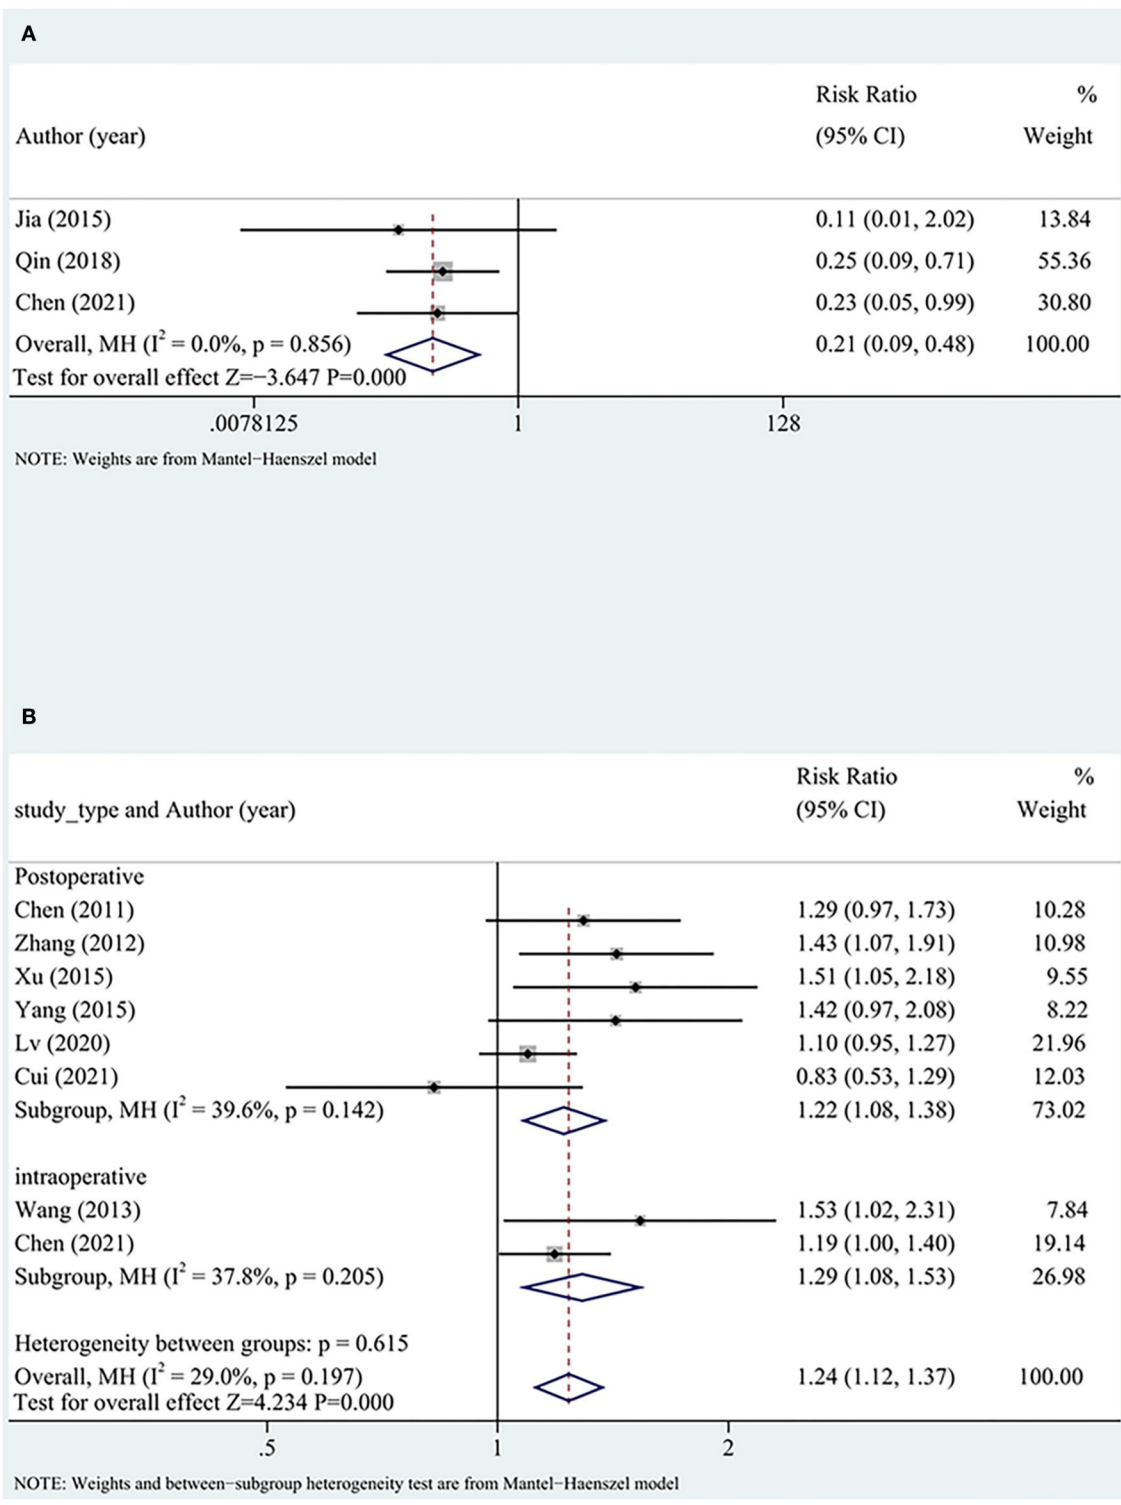 A
Risk Ratio %
Author (year) (95% CI) Weight
Jia (2015) 0.11 (0.01, 2.02) 13.84
Qin (2018) 0.25 (0.09, 0.71) 55.36
Chen (2021) 0.23 (0.05, 0.99) 30.80
Overall, MH (I² = 0.0%, p = 0.856) 0.21 (0.09, 0.48) 100.00
Test for overall effect Z=−3.647 P=0.000
.0078125 1 128
NOTE: Weights are from Mantel−Haenszel model
B
Risk Ratio %
study_type and Author (year) (95% CI) Weight
Postoperative
Chen (2011) 1.29 (0.97, 1.73) 10.28
Zhang (2012) 1.43 (1.07, 1.91) 10.98
Xu (2015) 1.51 (1.05, 2.18) 9.55
Yang (2015) 1.42 (0.97, 2.08) 8.22
Lv (2020) 1.10 (0.95, 1.27) 21.96
Cui (2021) 0.83 (0.53, 1.29) 12.03
Subgroup, MH (I² = 39.6%, p = 0.142) 1.22 (1.08, 1.38) 73.02
intraoperative
Wang (2013) 1.53 (1.02, 2.31) 7.84
Chen (2021) 1.19 (1.00, 1.40) 19.14
Subgroup, MH (I² = 37.8%, p = 0.205) 1.29 (1.08, 1.53) 26.98
Heterogeneity between groups: p = 0.615
Overall, MH (I² = 29.0%, p = 0.197) 1.24 (1.12, 1.37) 100.00
Test for overall effect Z=4.234 P=0.000
.5 1 2
NOTE: Weights and between−subgroup heterogeneity test are from Mantel−Haenszel model